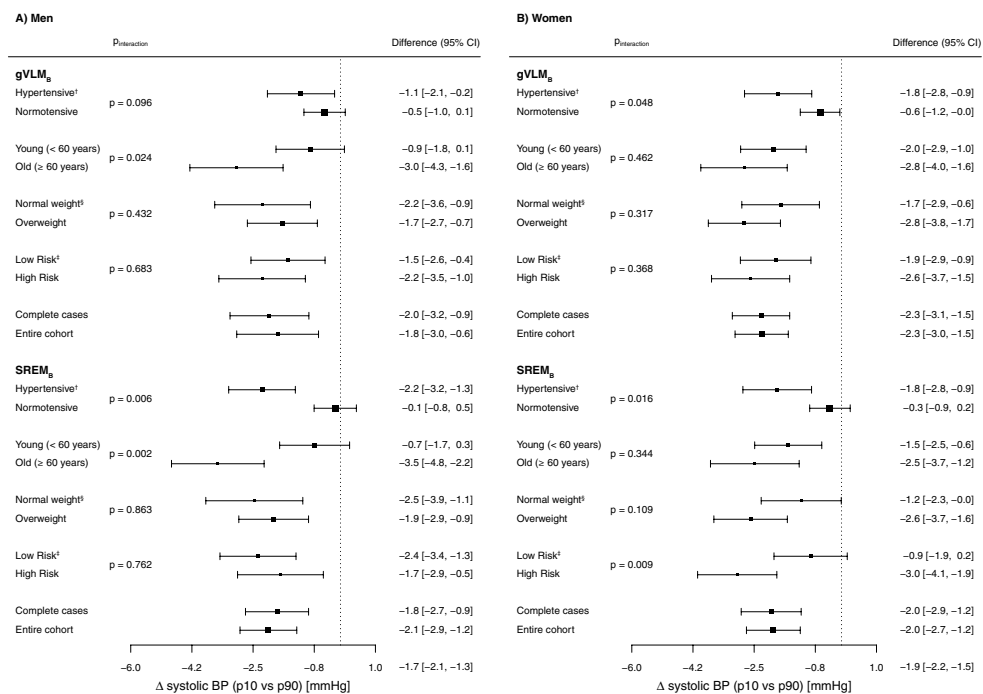 A) Men
Pinteraction Difference (95% CI)
gVLMB
Hypertensive† −1.1 [−2.1, −0.2]
p = 0.096
Normotensive −0.5 [−1.0, 0.1]
Young (< 60 years) −0.9 [−1.8, 0.1]
p = 0.024
Old (≥ 60 years) −3.0 [−4.3, −1.6]
Normal weight§ −2.2 [−3.6, −0.9]
p = 0.432
Overweight −1.7 [−2.7, −0.7]
Low Risk‡ −1.5 [−2.6, −0.4]
p = 0.683
High Risk −2.2 [−3.5, −1.0]
Complete cases −2.0 [−3.2, −0.9]
Entire cohort −1.8 [−3.0, −0.6]
SREMB
Hypertensive† −2.2 [−3.2, −1.3]
p = 0.006
Normotensive −0.1 [−0.8, 0.5]
Young (< 60 years) −0.7 [−1.7, 0.3]
p = 0.002
Old (≥ 60 years) −3.5 [−4.8, −2.2]
Normal weight§ −2.5 [−3.9, −1.1]
p = 0.863
Overweight −1.9 [−2.9, −0.9]
Low Risk‡ −2.4 [−3.4, −1.3]
p = 0.762
High Risk −1.7 [−2.9, −0.5]
Complete cases −1.8 [−2.7, −0.9]
Entire cohort −2.1 [−2.9, −1.2]
−6.0 −4.2 −2.5 −0.8 1.0
−1.7 [−2.1, −1.3]
Δ systolic BP (p10 vs p90) [mmHg]
B) Women
Pinteraction Difference (95% CI)
gVLMB
Hypertensive† −1.8 [−2.8, −0.9]
p = 0.048
Normotensive −0.6 [−1.2, −0.0]
Young (< 60 years) −2.0 [−2.9, −1.0]
p = 0.462
Old (≥ 60 years) −2.8 [−4.0, −1.6]
Normal weight§ −1.7 [−2.9, −0.6]
p = 0.317
Overweight −2.8 [−3.8, −1.7]
Low Risk‡ −1.9 [−2.9, −0.9]
p = 0.368
High Risk −2.6 [−3.7, −1.5]
Complete cases −2.3 [−3.1, −1.5]
Entire cohort −2.3 [−3.0, −1.5]
SREMB
Hypertensive† −1.8 [−2.8, −0.9]
p = 0.016
Normotensive −0.3 [−0.9, 0.2]
Young (< 60 years) −1.5 [−2.5, −0.6]
p = 0.344
Old (≥ 60 years) −2.5 [−3.7, −1.2]
Normal weight§ −1.2 [−2.3, −0.0]
p = 0.109
Overweight −2.6 [−3.7, −1.6]
Low Risk‡ −0.9 [−1.9, 0.2]
p = 0.009
High Risk −3.0 [−4.1, −1.9]
Complete cases −2.0 [−2.9, −1.2]
Entire cohort −2.0 [−2.7, −1.2]
−6.0 −4.2 −2.5 −0.8 1.0
−1.9 [−2.2, −1.5]
Δ systolic BP (p10 vs p90) [mmHg]